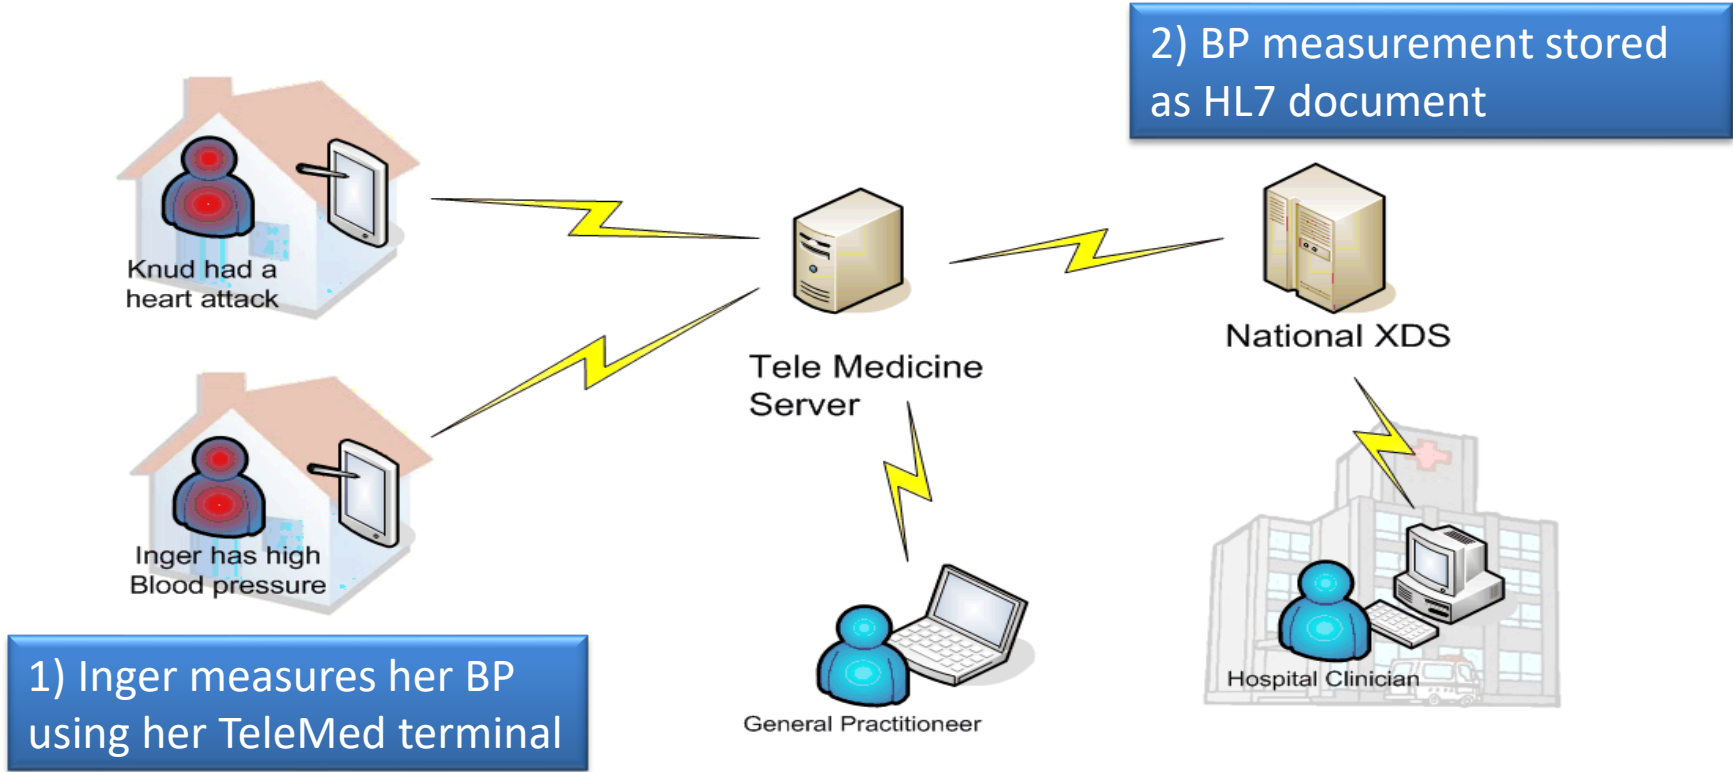 2) BP measurement stored
as HL7 document
Knud had a
heart attack
National XDS
Tele Medicine
Server
Inger has high
Blood pressure
1) Inger measures her BP
using her TeleMed terminal
General Practitioneer
Hospital Clinician